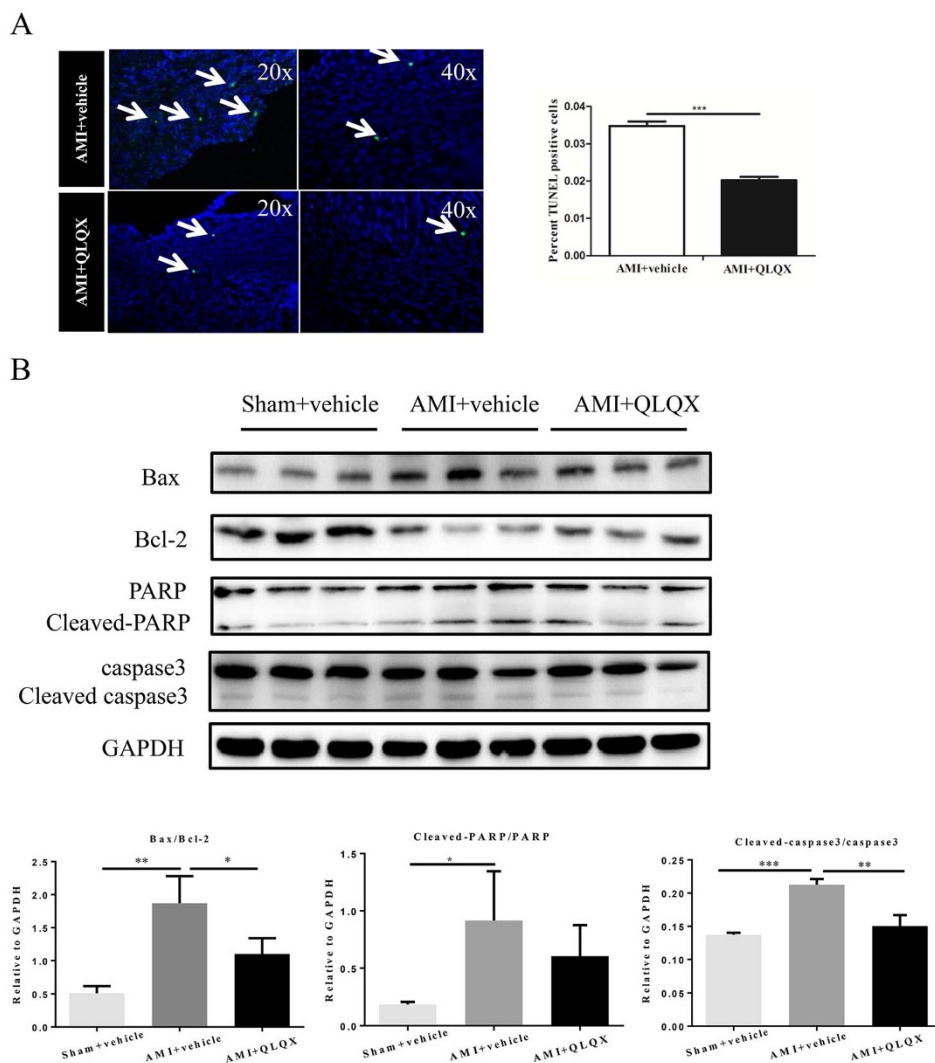 A
AMI+vehicle
20x
40x
AMI+QLQX
20x
40x
Percent TUNEL positive cells
0.04
0.03
0.02
0.01
0.00
***
AMI+vehicle
AMI+QLQX
B
Sham+vehicle AMI+vehicle AMI+QLQX
Bax
Bcl-2
PARP
Cleaved-PARP
caspase3
Cleaved caspase3
GAPDH
Bax/Bcl-2
Relative to GAPDH
2.5
2.0
1.5
1.0
0.5
0.0
**
*
Sham+vehicle
AMI+vehicle
AMI+QLQX
Cleaved-PARP/PARP
Relative to GAPDH
1.5
1.0
0.5
0.0
*
Sham+vehicle
AMI+vehicle
AMI+QLQX
Cleaved-caspase3/caspase3
Relative to GAPDH
0.25
0.20
0.15
0.10
0.05
0.00
***
**
Sham+vehicle
AMI+vehicle
AMI+QLQX